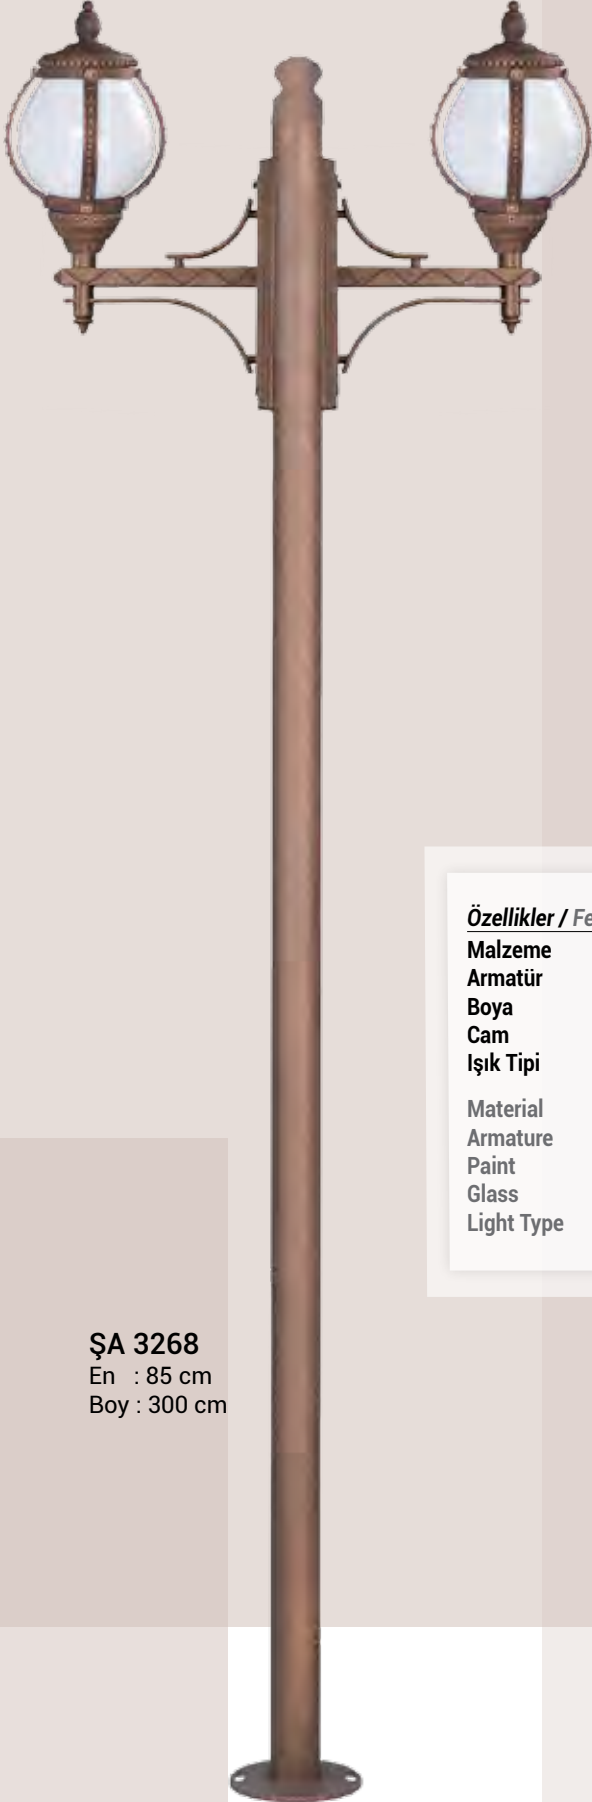 Özellikler /
Malzeme
Armatür
Boya
Cam
Işık Tipi
Material
Armature
Paint
Glass
Light Type
ŞA 3268
En : 85 cm
Boy : 300 cm